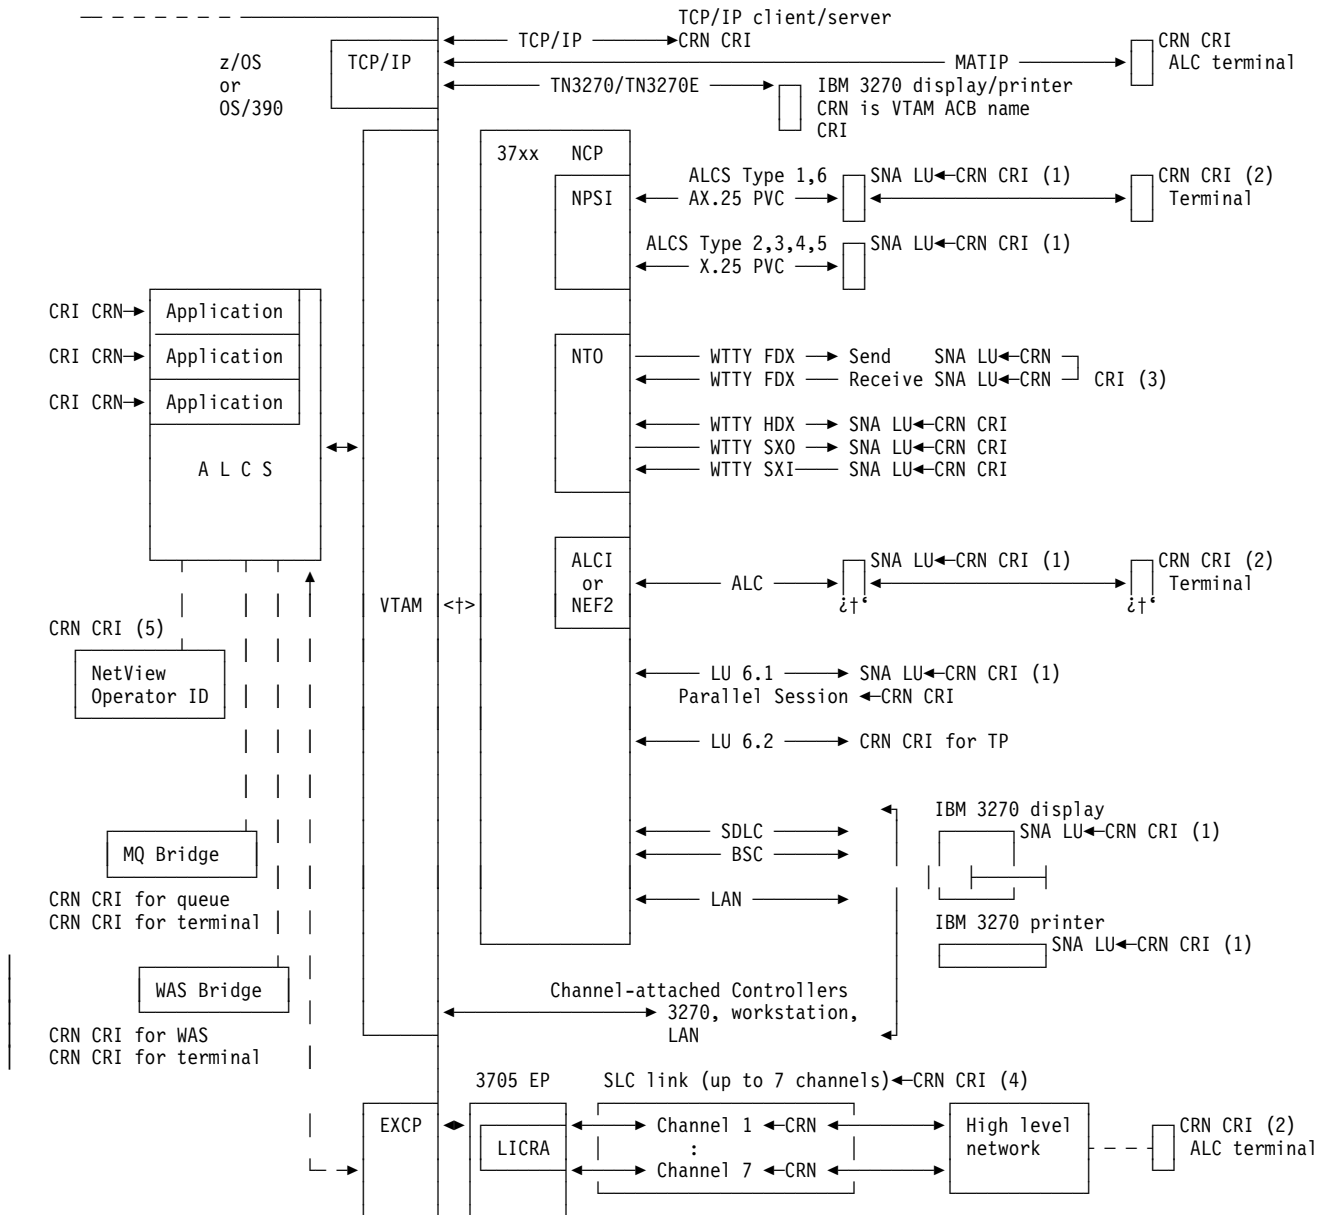 TCP/IP client/server
TCP/IP CRN CRI
CRN CRI
z/OS TCP/IP MATIP ALC terminal
or TN3270/TN3270E IBM 3270 display/printer
OS/390 CRN is VTAM ACB name
CRI
37xx NCP
ALCS Type 1,6 SNA LU CRN CRI (1) CRN CRI (2)
NPSI AX.25 PVC Terminal
ALCS Type 2,3,4,5 SNA LU CRN CRI (1)
X.25 PVC
CRI CRN Application
CRI CRN Application NTO WTTY FDX Send SNA LU CRN
WTTY FDX Receive SNA LU CRN CRI (3)
CRI CRN Application
WTTY HDX SNA LU CRN CRI
WTTY SXO SNA LU CRN CRI
A L C S WTTY SXI SNA LU CRN CRI
ALCI SNA LU CRN CRI (1) CRN CRI (2)
or ALC Terminal
VTAM <†> NEF2 ¿†‘ ¿†‘
CRN CRI (5)
NetView LU 6.1 SNA LU CRN CRI (1)
Operator ID Parallel Session CRN CRI
LU 6.2 CRN CRI for TP
IBM 3270 display
SDLC SNA LU CRN CRI (1)
MQ Bridge BSC
CRN CRI for queue LAN
CRN CRI for terminal IBM 3270 printer
SNA LU CRN CRI (1)
WAS Bridge Channel-attached Controllers
3270, workstation,
CRN CRI for WAS LAN
CRN CRI for terminal
3705 EP SLC link (up to 7 channels) CRN CRI (4)
EXCP Channel 1 CRN High level CRN CRI (2)
LICRA : network ALC terminal
Channel 7 CRN